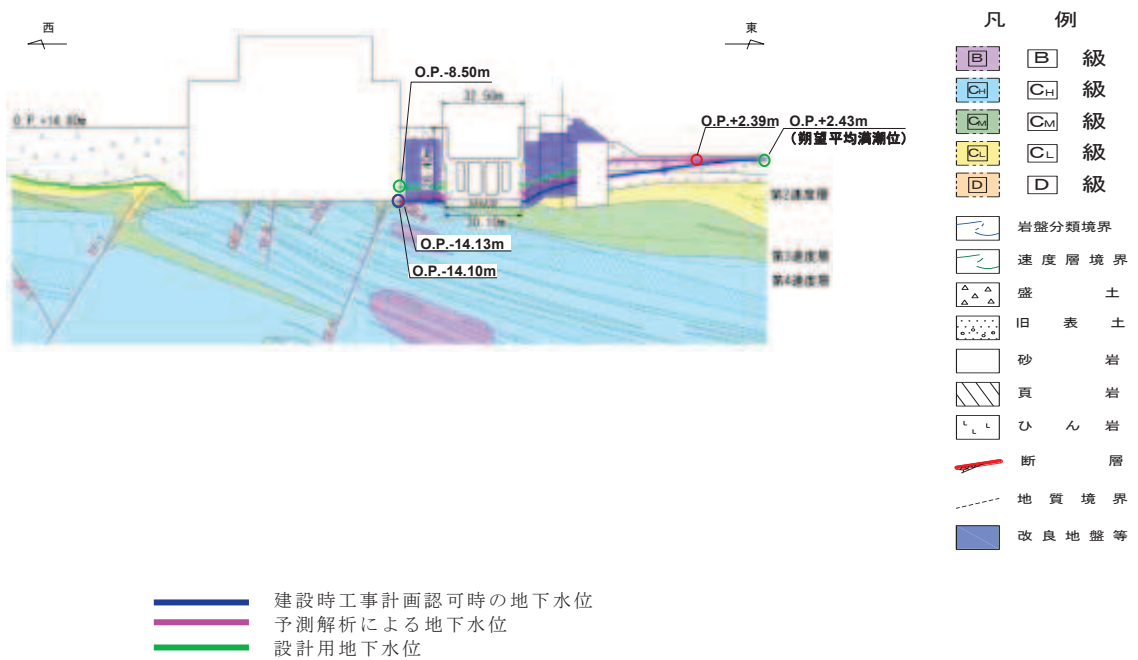 西
東
O.P.-8.50m
32.50m
O.P.+2.39m
O.P.+2.43m
(朔望平均満潮位)
O.P.+14.80m
第2速度層
30.10m
O.P.-14.13m
O.P.-14.10m
第3速度層
第4速度層
凡 例
B B 級
CH CH 級
CM CM 級
CL CL 級
D D 級
岩盤分類境界
速度層境界
盛土
旧表土
砂岩
頁岩
ひん岩
断層
地質境界
改良地盤等
建設時工事計画認可時の地下水位
予測解析による地下水位
設計用地下水位